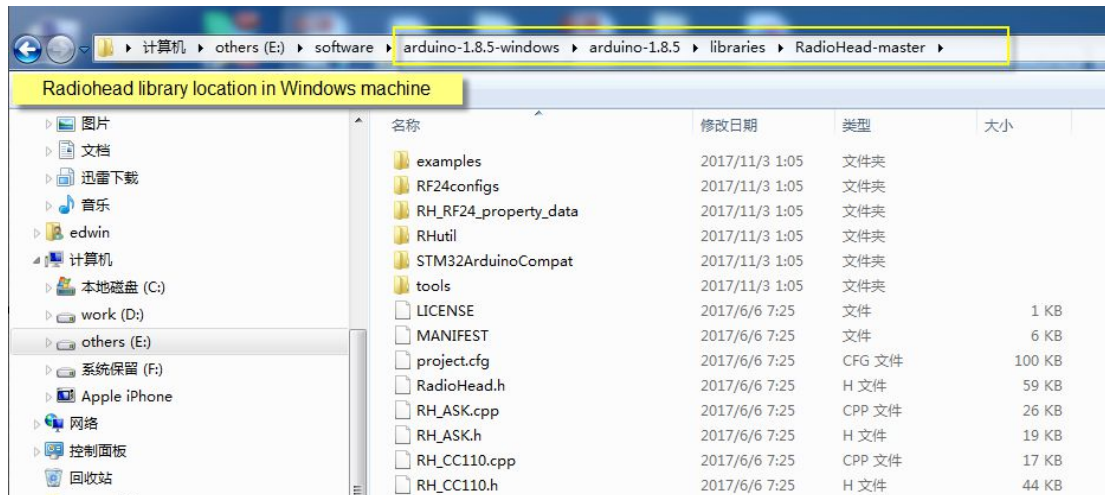 计算机 others (E:) software arduino-1.8.5-windows arduino-1.8.5 libraries RadioHead-master
Radiohead library location in Windows machine
图片
文档
迅雷下载
音乐
edwin
计算机
本地磁盘 (C:)
work (D:)
others (E:)
系统保留 (F:)
Apple iPhone
网络
控制面板
回收站
名称 修改日期 类型 大小
examples 2017/11/3 1:05 文件夹
RF24configs 2017/11/3 1:05 文件夹
RH_RF24_property_data 2017/11/3 1:05 文件夹
RHutil 2017/11/3 1:05 文件夹
STM32ArduinoCompat 2017/11/3 1:05 文件夹
tools 2017/11/3 1:05 文件夹
LICENSE 2017/6/6 7:25 文件 1 KB
MANIFEST 2017/6/6 7:25 文件 6 KB
project.cfg 2017/6/6 7:25 CFG 文件 100 KB
RadioHead.h 2017/6/6 7:25 H 文件 59 KB
RH_ASK.cpp 2017/6/6 7:25 CPP 文件 26 KB
RH_ASK.h 2017/6/6 7:25 H 文件 19 KB
RH_CC110.cpp 2017/6/6 7:25 CPP 文件 17 KB
RH_CC110.h 2017/6/6 7:25 H 文件 44 KB